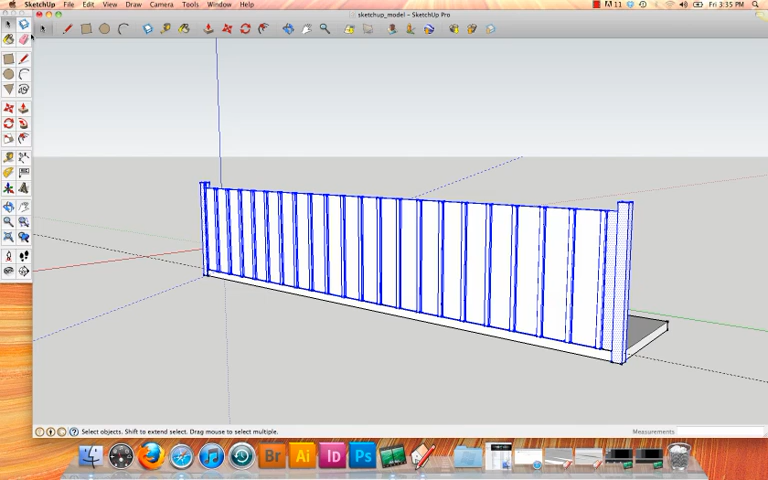 SketchUp File Edit View Draw Camera Tools Window Help
11 Fri 3:35 PM
sketchup_model – SketchUp Pro
Select objects. Shift to extend select. Drag mouse to select multiple.
Measurements
Br Ai Id Ps